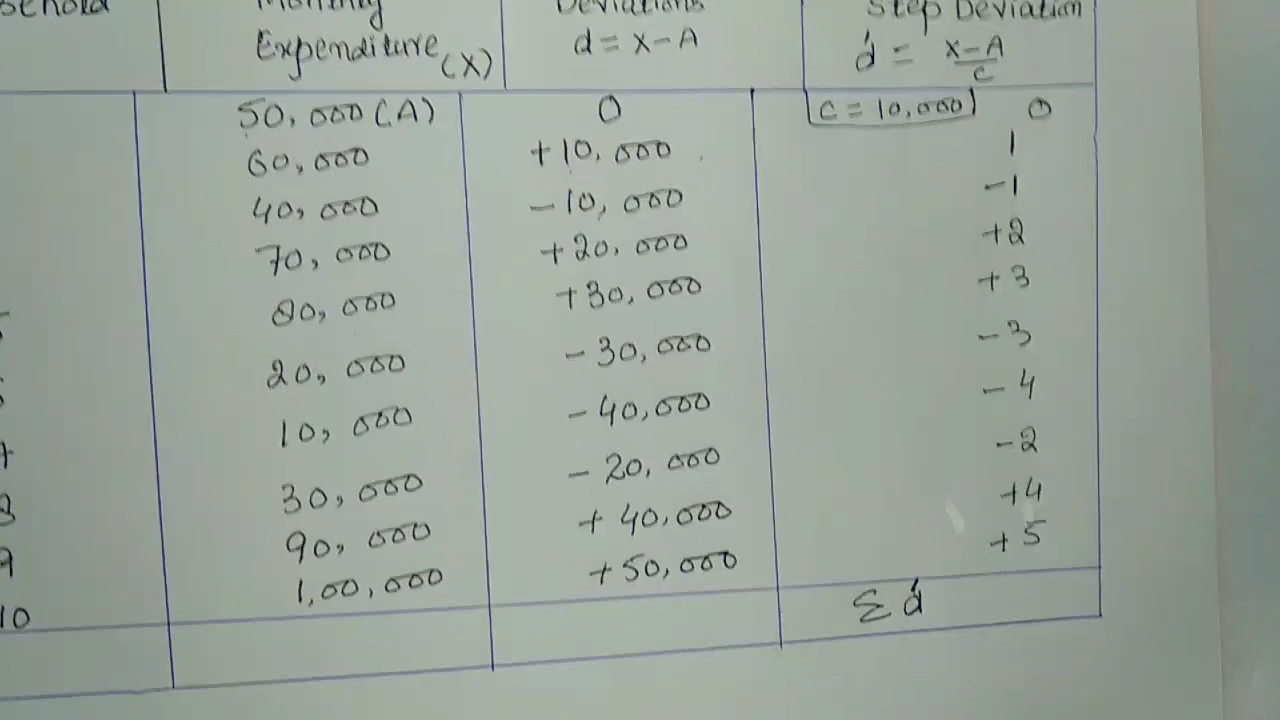 Expenditure (X) d = X-A Step Deviation
d́ = X-A / C
50,000 (A) 0 C = 10,000 0
60,000 +10,000 1
40,000 -10,000 -1
70,000 +20,000 +2
80,000 +30,000 +3
20,000 -30,000 -3
10,000 -40,000 -4
30,000 -20,000 -2
90,000 +40,000 +4
1,00,000 +50,000 +5
10 Σd́